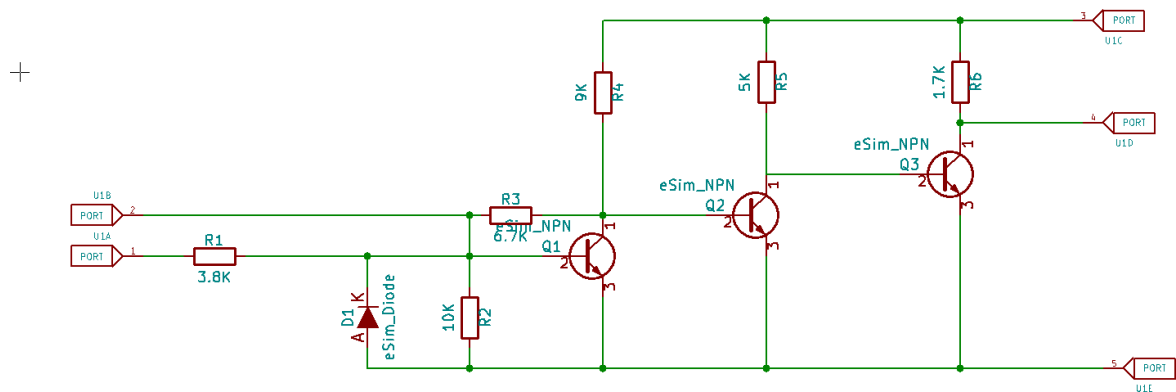 3
PORT
U1C
9K
R4
5K
R5
1.7K
R6
4
PORT
U1D
eSim_NPN
Q3
1
2
3
eSim_NPN
Q2
1
2
3
U1B
PORT
2
R3
6.7K
eSim_NPN
Q1
1
2
3
U1A
PORT
1
R1
3.8K
D1
K
A
eSim_Diode
10K
R2
5
PORT
U1E